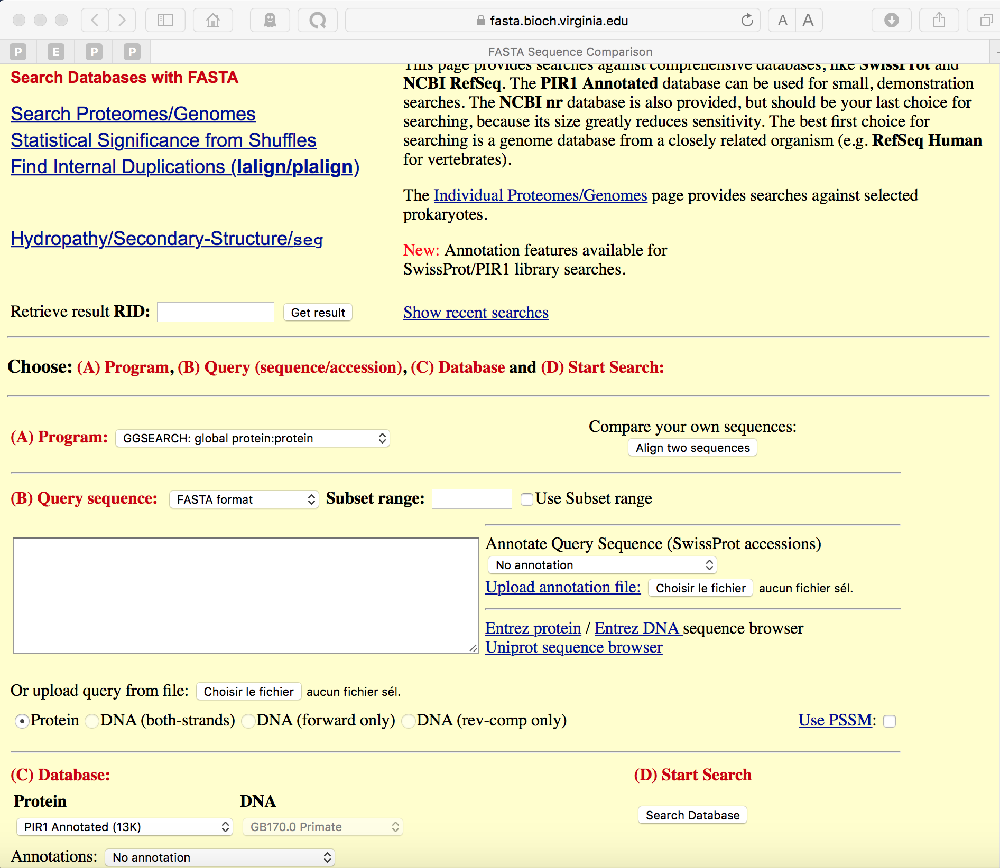 fasta.bioch.virginia.edu
A A
P E P P
FASTA Sequence Comparison
Search Databases with FASTA
Search Proteomes/Genomes
Statistical Significance from Shuffles
Find Internal Duplications (lalign/plalign)
Hydropathy/Secondary-Structure/seg
This page provides searches against comprehensive databases, like SwissProt and
NCBI RefSeq. The PIR1 Annotated database can be used for small, demonstration
searches. The NCBI nr database is also provided, but should be your last choice for
searching, because its size greatly reduces sensitivity. The best first choice for
searching is a genome database from a closely related organism (e.g. RefSeq Human
for vertebrates).
The Individual Proteomes/Genomes page provides searches against selected
prokaryotes.
New: Annotation features available for
SwissProt/PIR1 library searches.
Retrieve result RID: Get result
Show recent searches
Choose: (A) Program, (B) Query (sequence/accession), (C) Database and (D) Start Search:
(A) Program: GGSEARCH: global protein:protein
Compare your own sequences:
Align two sequences
(B) Query sequence: FASTA format Subset range: Use Subset range
Annotate Query Sequence (SwissProt accessions)
No annotation
Upload annotation file: Choisir le fichier aucun fichier sél.
Entrez protein / Entrez DNA sequence browser
Uniprot sequence browser
Or upload query from file: Choisir le fichier aucun fichier sél.
Protein DNA (both-strands) DNA (forward only) DNA (rev-comp only) Use PSSM:
(C) Database: (D) Start Search
Protein DNA
PIR1 Annotated (13K) GB170.0 Primate
Search Database
Annotations: No annotation